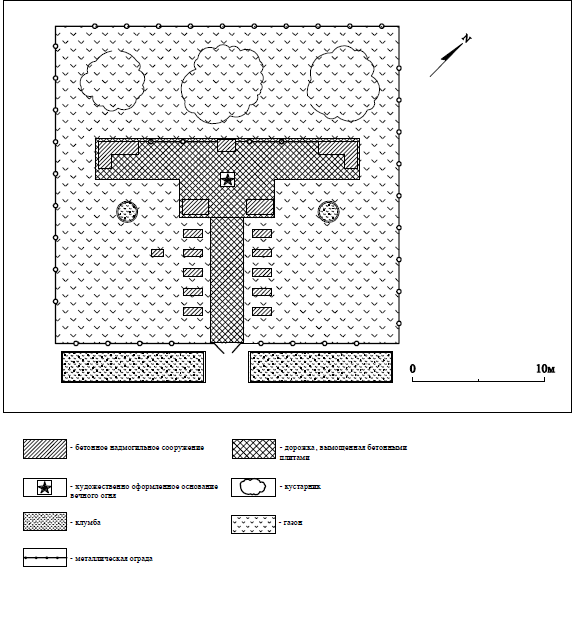 N
0 10м
- бетонное надмогильное сооружение
- дорожка, вымощенная бетонными
плитами
- художественно оформленное основание
вечного огня
- кустарник
- клумба
- газон
- металлическая ограда